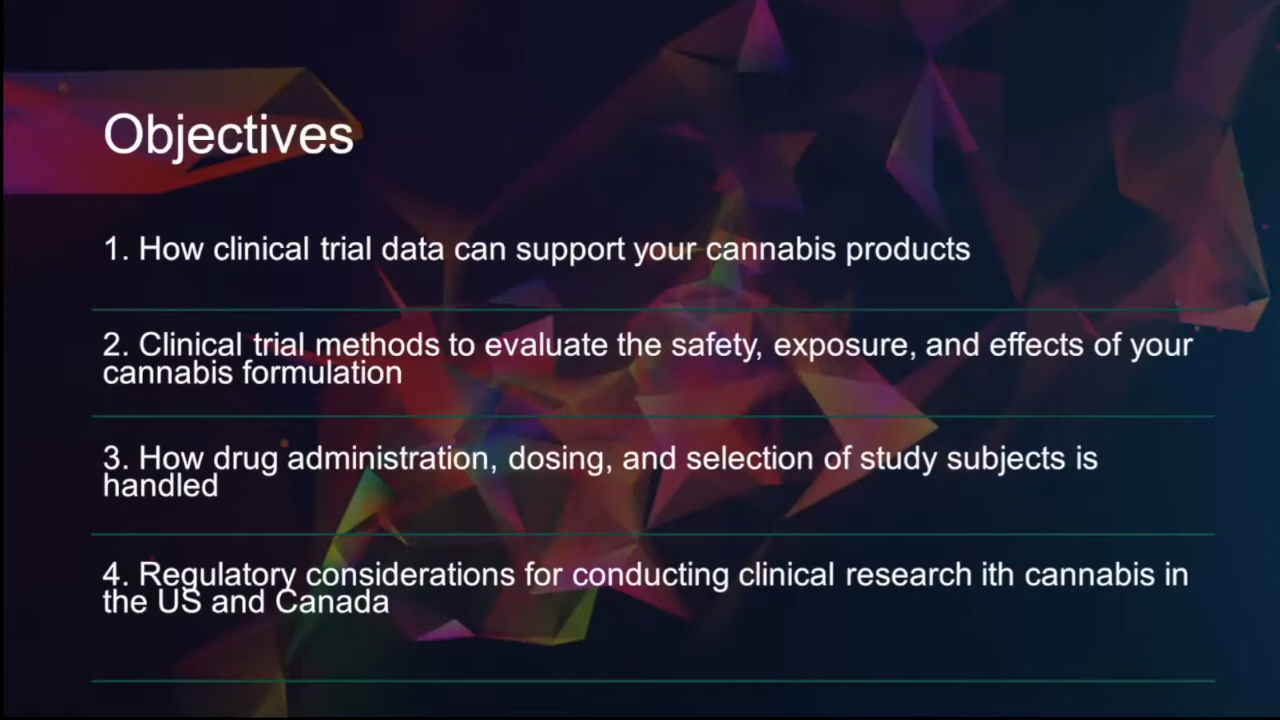 Objectives
1. How clinical trial data can support your cannabis products
2. Clinical trial methods to evaluate the safety, exposure, and effects of your
cannabis formulation
3. How drug administration, dosing, and selection of study subjects is
handled
4. Regulatory considerations for conducting clinical research ith cannabis in
the US and Canada